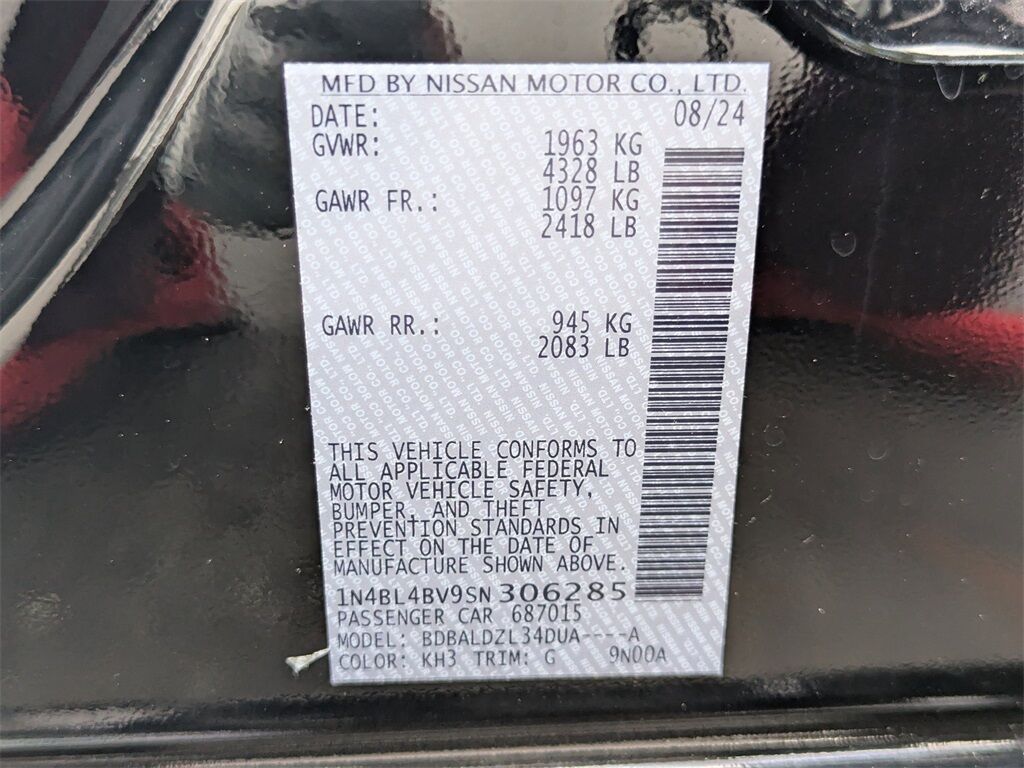 MFD BY NISSAN MOTOR CO., LTD.
DATE: 08/24
GVWR: 1963 KG
4328 LB
GAWR FR.: 1097 KG
2418 LB
GAWR RR.: 945 KG
2083 LB
THIS VEHICLE CONFORMS TO
ALL APPLICABLE FEDERAL
MOTOR VEHICLE SAFETY,
BUMPER, AND THEFT
PREVENTION STANDARDS IN
EFFECT ON THE DATE OF
MANUFACTURE SHOWN ABOVE.
1N4BL4BV9SN306285
PASSENGER CAR 687015
MODEL: BDBALDZL34DUA----A
COLOR: KH3 TRIM: G 9N00A